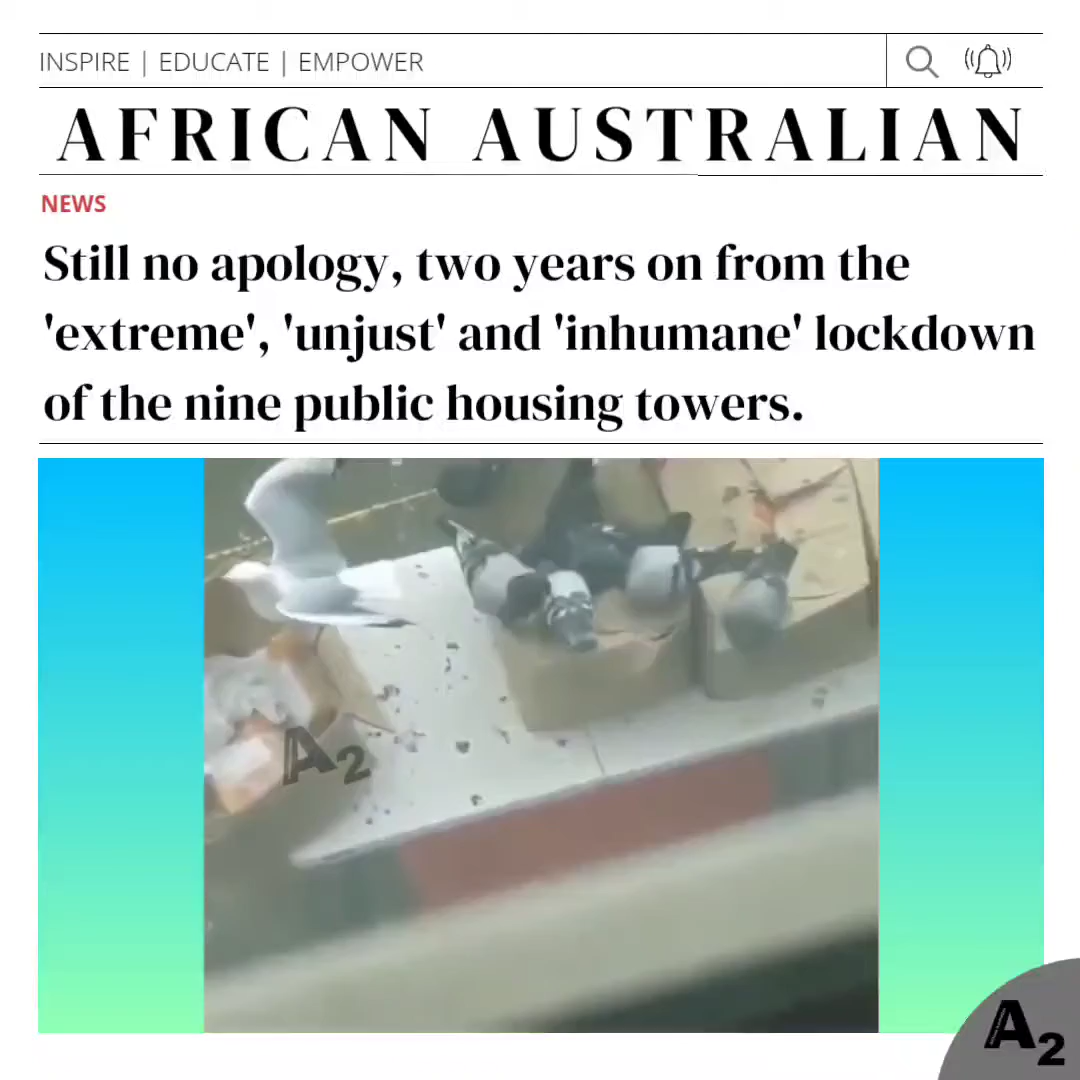 INSPIRE | EDUCATE | EMPOWER
AFRICAN AUSTRALIAN
NEWS
Still no apology, two years on from the
'extreme', 'unjust' and 'inhumane' lockdown
of the nine public housing towers.
A2
A2